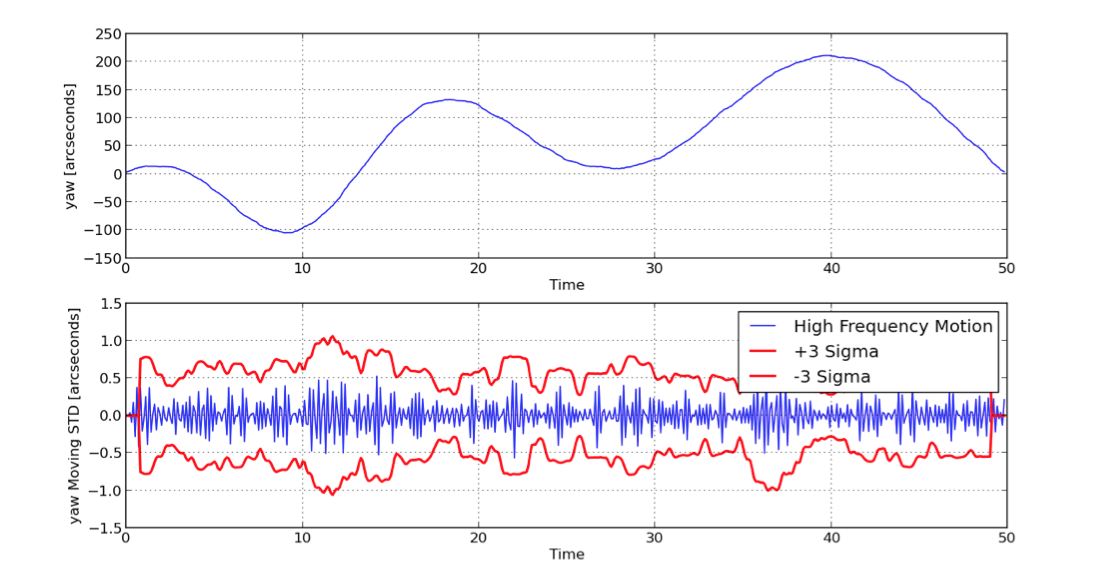 250
200
150
100
50
0
−50
−100
−150
yaw [arcseconds]
0 10 20 30 40 50
Time
1.5
1.0
0.5
0.0
−0.5
−1.0
−1.5
yaw Moving STD [arcseconds]
High Frequency Motion
+3 Sigma
-3 Sigma
0 10 20 30 40 50
Time